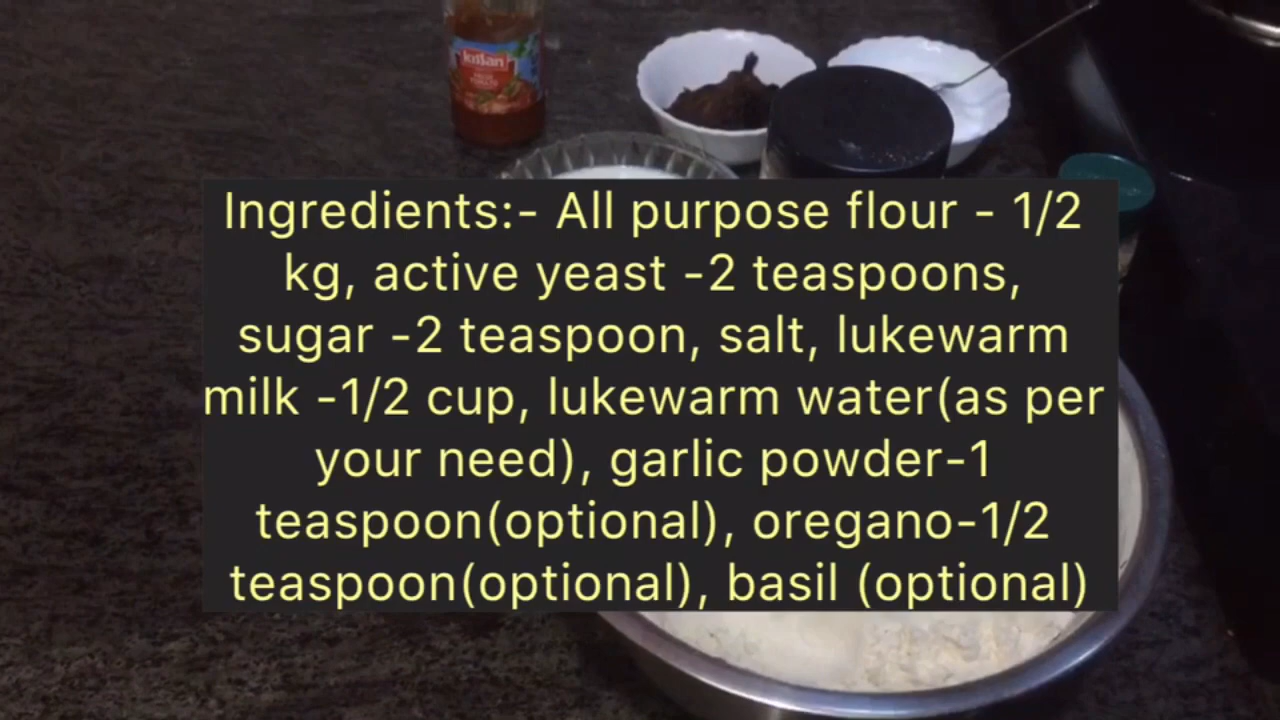 kissan
Ingredients:- All purpose flour - 1/2
kg, active yeast -2 teaspoons,
sugar -2 teaspoon, salt, lukewarm
milk -1/2 cup, lukewarm water(as per
your need), garlic powder-1
teaspoon(optional), oregano-1/2
teaspoon(optional), basil (optional)